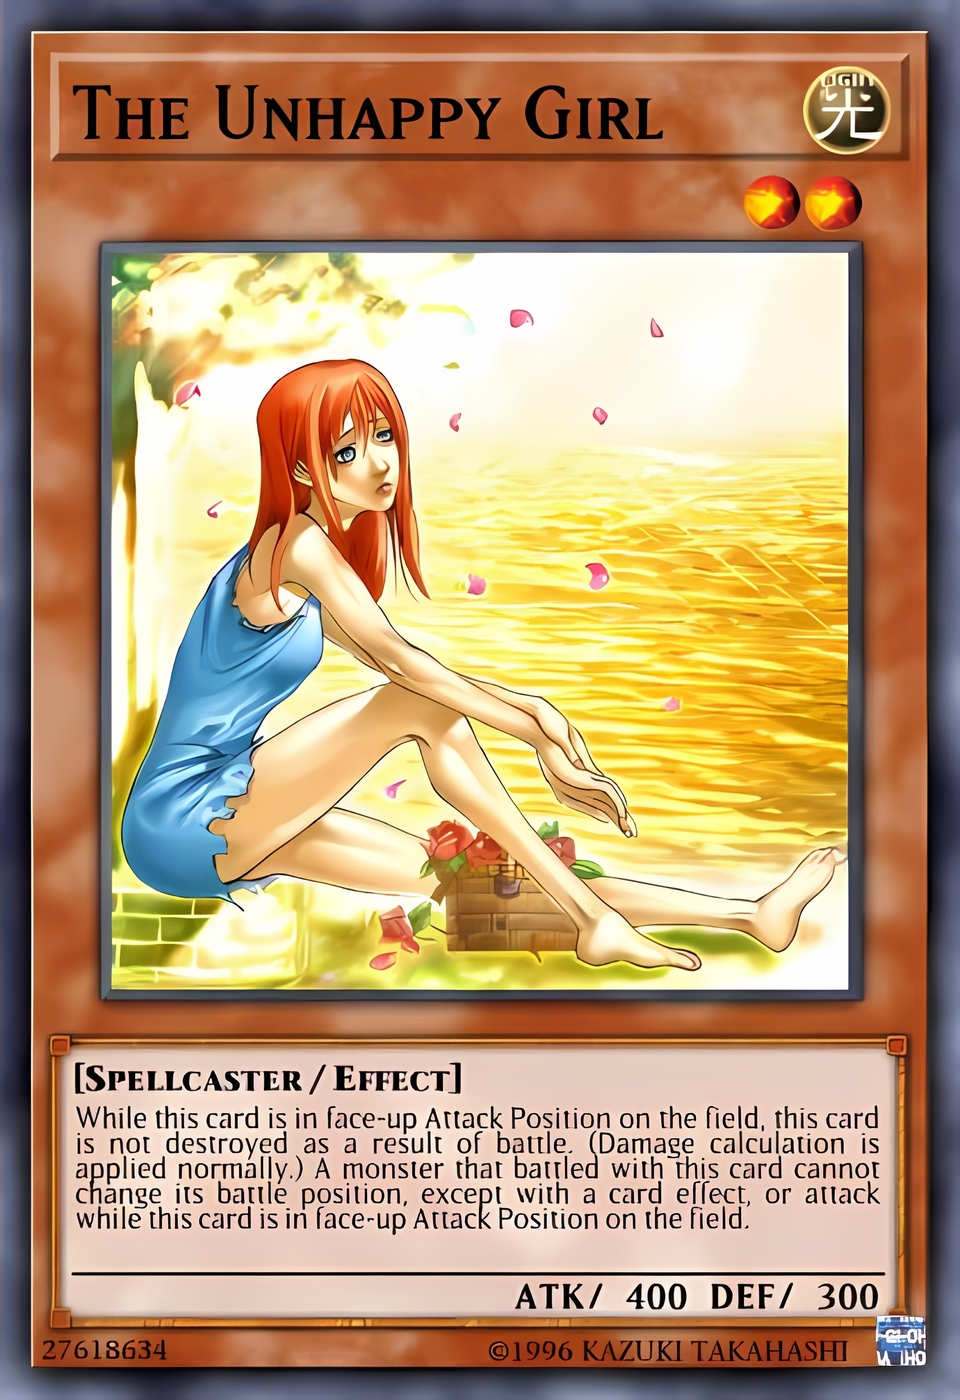 THE UNHAPPY GIRL
光
[SPELLCASTER / EFFECT]
While this card is in face-up Attack Position on the field, this card
is not destroyed as a result of battle. (Damage calculation is
applied normally.) A monster that battled with this card cannot
change its battle position, except with a card effect, or attack
while this card is in face-up Attack Position on the field.
ATK/ 400 DEF/ 300
27618634
©1996 KAZUKI TAKAHASHI